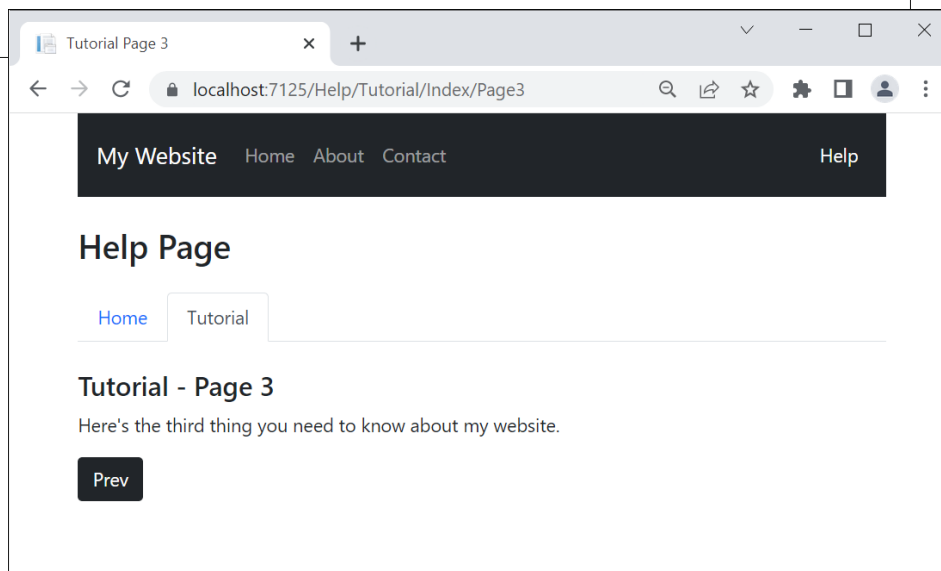 Tutorial Page 3
localhost:7125/Help/Tutorial/Index/Page3
My Website Home About Contact Help
Help Page
Home Tutorial
Tutorial - Page 3
Here's the third thing you need to know about my website.
Prev